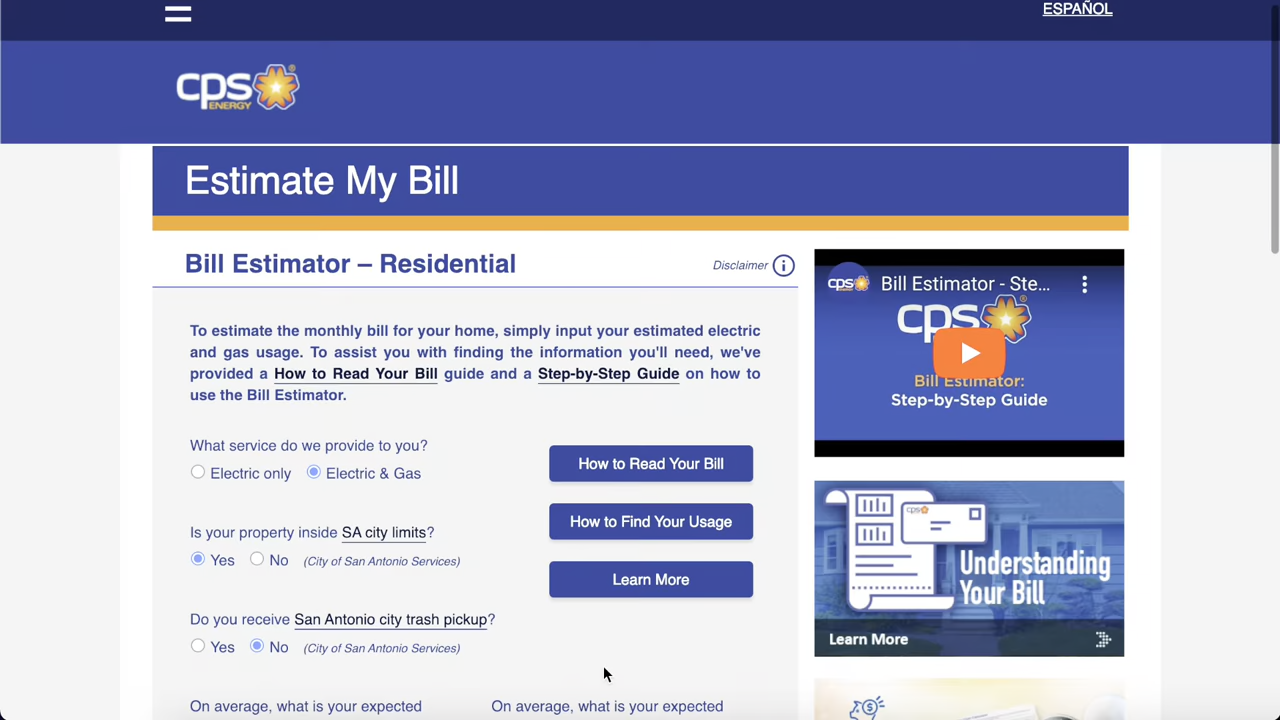 ESPAÑOL
cps
ENERGY
®
Estimate My Bill
Bill Estimator – Residential
Disclaimer
To estimate the monthly bill for your home, simply input your estimated electric
and gas usage. To assist you with finding the information you'll need, we've
provided a How to Read Your Bill guide and a Step-by-Step Guide on how to
use the Bill Estimator.
What service do we provide to you?
Electric only Electric & Gas
Is your property inside SA city limits?
Yes No (City of San Antonio Services)
Do you receive San Antonio city trash pickup?
Yes No (City of San Antonio Services)
On average, what is your expected
On average, what is your expected
How to Read Your Bill
How to Find Your Usage
Learn More
cps
Bill Estimator - Ste...
cps
Bill Estimator:
Step-by-Step Guide
cps
Understanding
Your Bill
Learn More